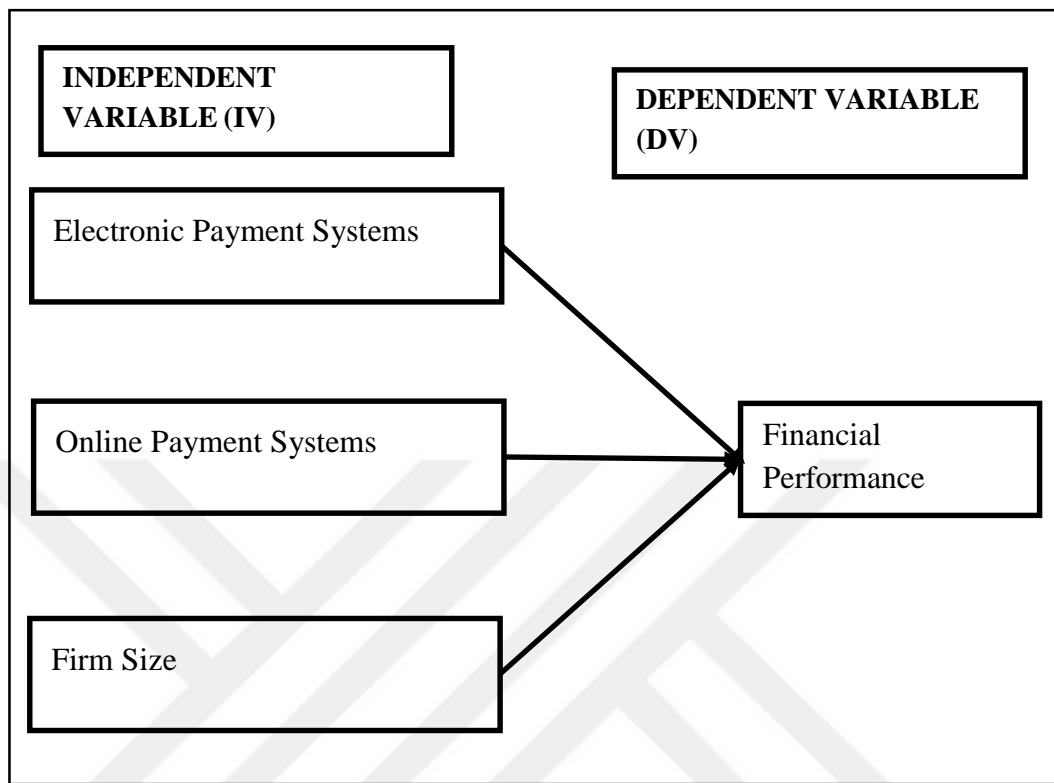 INDEPENDENT
VARIABLE (IV)
DEPENDENT VARIABLE
(DV)
Electronic Payment Systems
Online Payment Systems
Financial
Performance
Firm Size